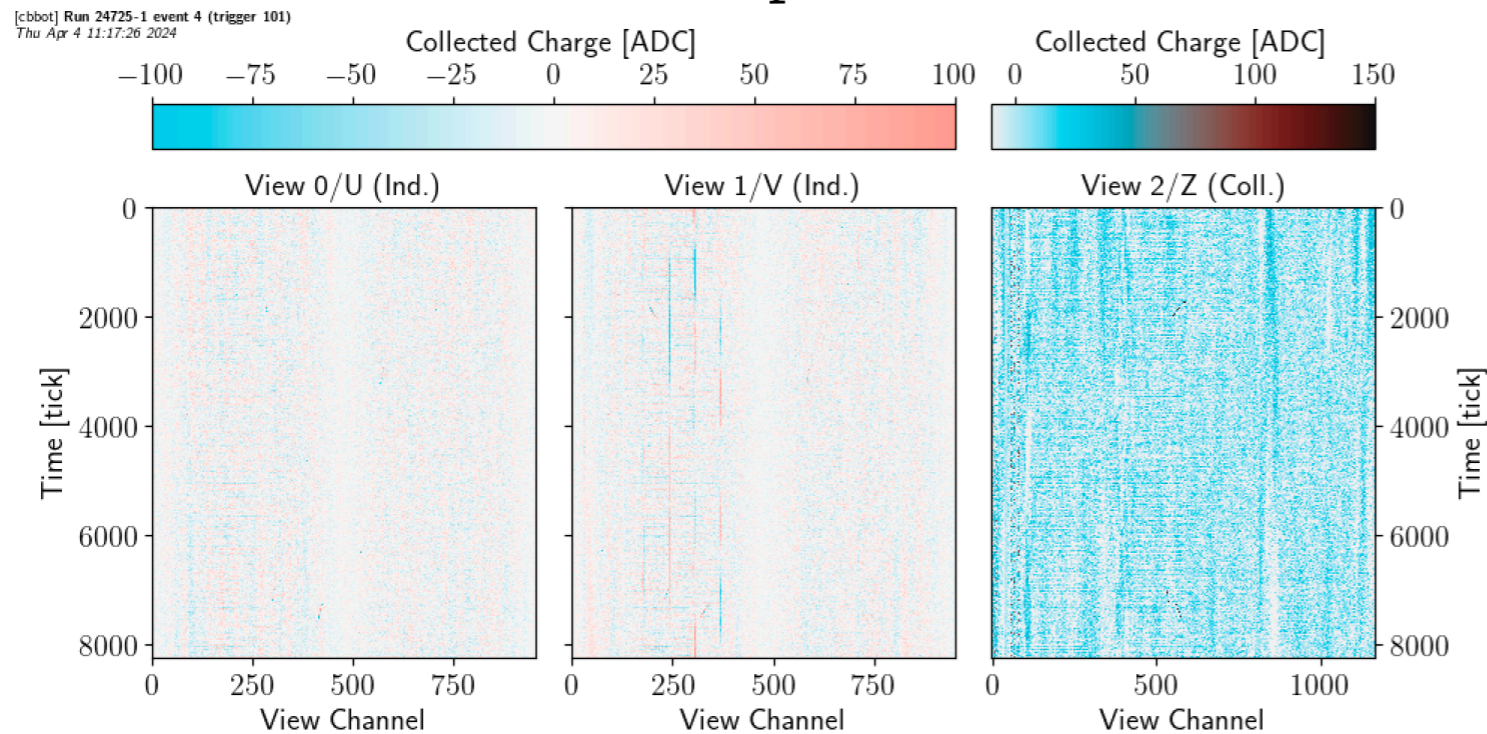 [cbbot] Run 24725-1 event 4 (trigger 101)
Thu Apr 4 11:17:26 2024
Collected Charge [ADC]
Collected Charge [ADC]
−100 −75 −50 −25 0 25 50 75 100
0 50 100 150
View 0/U (Ind.)
View 1/V (Ind.)
View 2/Z (Coll.)
0
2000
4000
6000
8000
Time [tick]
0
2000
4000
6000
8000
Time [tick]
0 250 500 750
0 250 500 750
0 500 1000
View Channel
View Channel
View Channel